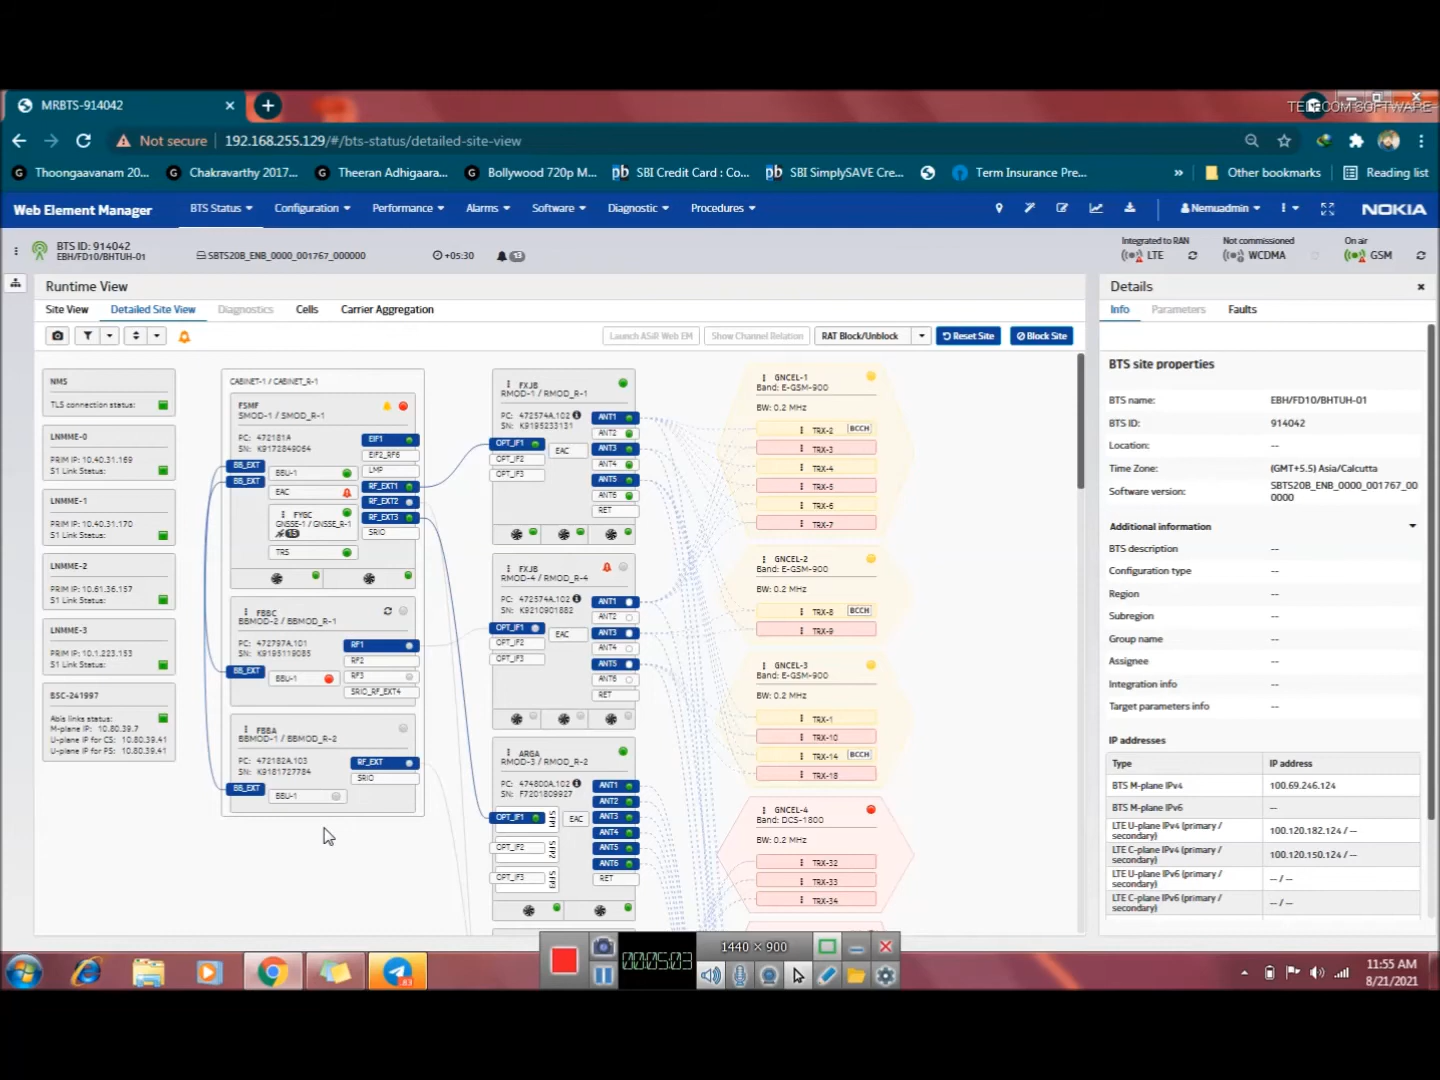 MRBTS-914042
TELECOM SOFTWARE
Not secure
192.168.255.129/#/bts-status/detailed-site-view
Thoongaavanam 20...
Chakravarthy 2017...
Theeran Adhigaara...
Bollywood 720p M...
SBI Credit Card : Co...
SBI SimplySAVE Cre...
Term Insurance Pre...
Other bookmarks
Reading list
Web Element Manager
BTS Status
Configuration
Performance
Alarms
Software
Diagnostic
Procedures
Nemuadmin
NOKIA
BTS ID: 914042
EBH/FD10/BHTUH-01
SBTS20B_ENB_0000_001767_000000
+05:30
13
Integrated to RAN
LTE
Not commissioned
WCDMA
On air
GSM
Runtime View
Site View
Detailed Site View
Diagnostics
Cells
Carrier Aggregation
Launch ASiR Web EM
Show Channel Relation
RAT Block/Unblock
Reset Site
Block Site
NMS
TLS connection status:
LNMME-0
PRIM IP: 10.40.31.169
S1 Link Status:
LNMME-1
PRIM IP: 10.40.31.170
S1 Link Status:
LNMME-2
PRIM IP: 10.61.36.157
S1 Link Status:
LNMME-3
PRIM IP: 10.1.223.153
S1 Link Status:
BSC-241997
Abis links status:
M-plane IP: 10.80.39.7
U-plane IP for CS: 10.80.39.41
U-plane IP for PS: 10.80.39.41
CABINET-1 / CABINET_R-1
FSMF
SMOD-1 / SMOD_R-1
PC: 472181A
SN: K9172849064
EIF1
EIF2_RF6
LMP
BB_EXT
BB_EXT
BBU-1
EAC
RF_EXT1
RF_EXT2
RF_EXT3
SRIO
FYGC
GNSSE-1 / GNSSE_R-1
15
TRS
FBBC
BBMOD-2 / BBMOD_R-1
PC: 472797A.101
SN: K9195119085
RF1
RF2
RF3
SRIO_RF_EXT4
BB_EXT
BBU-1
FBBA
BBMOD-1 / BBMOD_R-2
PC: 472182A.103
SN: K9181727784
RF_EXT
SRIO
BB_EXT
BBU-1
FXJB
RMOD-1 / RMOD_R-1
PC: 472574A.102
SN: K9195233131
OPT_IF1
OPT_IF2
OPT_IF3
EAC
ANT1
ANT2
ANT3
ANT4
ANT5
ANT6
RET
FXJB
RMOD-4 / RMOD_R-4
PC: 472574A.102
SN: K9210901882
OPT_IF1
OPT_IF2
OPT_IF3
EAC
ANT1
ANT2
ANT3
ANT4
ANT5
ANT6
RET
ARGA
RMOD-3 / RMOD_R-2
PC: 474800A.102
SN: F7201809927
OPT_IF1
OPT_IF2
OPT_IF3
SFP1
SFP2
SFP3
EAC
ANT1
ANT2
ANT3
ANT4
ANT5
ANT6
RET
GNCEL-1
Band: E-GSM-900
BW: 0.2 MHz
TRX-2 BCCH
TRX-3
TRX-4
TRX-5
TRX-6
TRX-7
GNCEL-2
Band: E-GSM-900
BW: 0.2 MHz
TRX-8 BCCH
TRX-9
GNCEL-3
Band: E-GSM-900
BW: 0.2 MHz
TRX-1
TRX-10
TRX-14 BCCH
TRX-18
GNCEL-4
Band: DCS-1800
BW: 0.2 MHz
TRX-32
TRX-33
TRX-34
Details
Info
Parameters
Faults
BTS site properties
BTS name: EBH/FD10/BHTUH-01
BTS ID: 914042
Location: --
Time Zone: (GMT+5.5) Asia/Calcutta
Software version: SBTS20B_ENB_0000_001767_00
0000
Additional information
BTS description --
Configuration type --
Region --
Subregion --
Group name --
Assignee --
Integration info --
Target parameters info --
IP addresses
Type IP address
BTS M-plane IPv4 100.69.246.124
BTS M-plane IPv6 --
LTE U-plane IPv4 (primary /
secondary) 100.120.182.124 / --
LTE C-plane IPv4 (primary /
secondary) 100.120.150.124 / --
LTE U-plane IPv6 (primary /
secondary) -- / --
LTE C-plane IPv6 (primary /
secondary) -- / --
00:05:03
1440 × 900
83
11:55 AM
8/21/2021